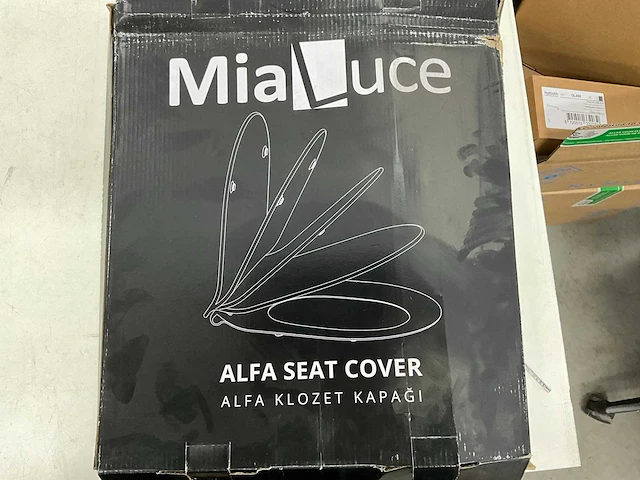 MiaLuce
ALFA SEAT COVER
ALFA KLOZET KAPAĞI